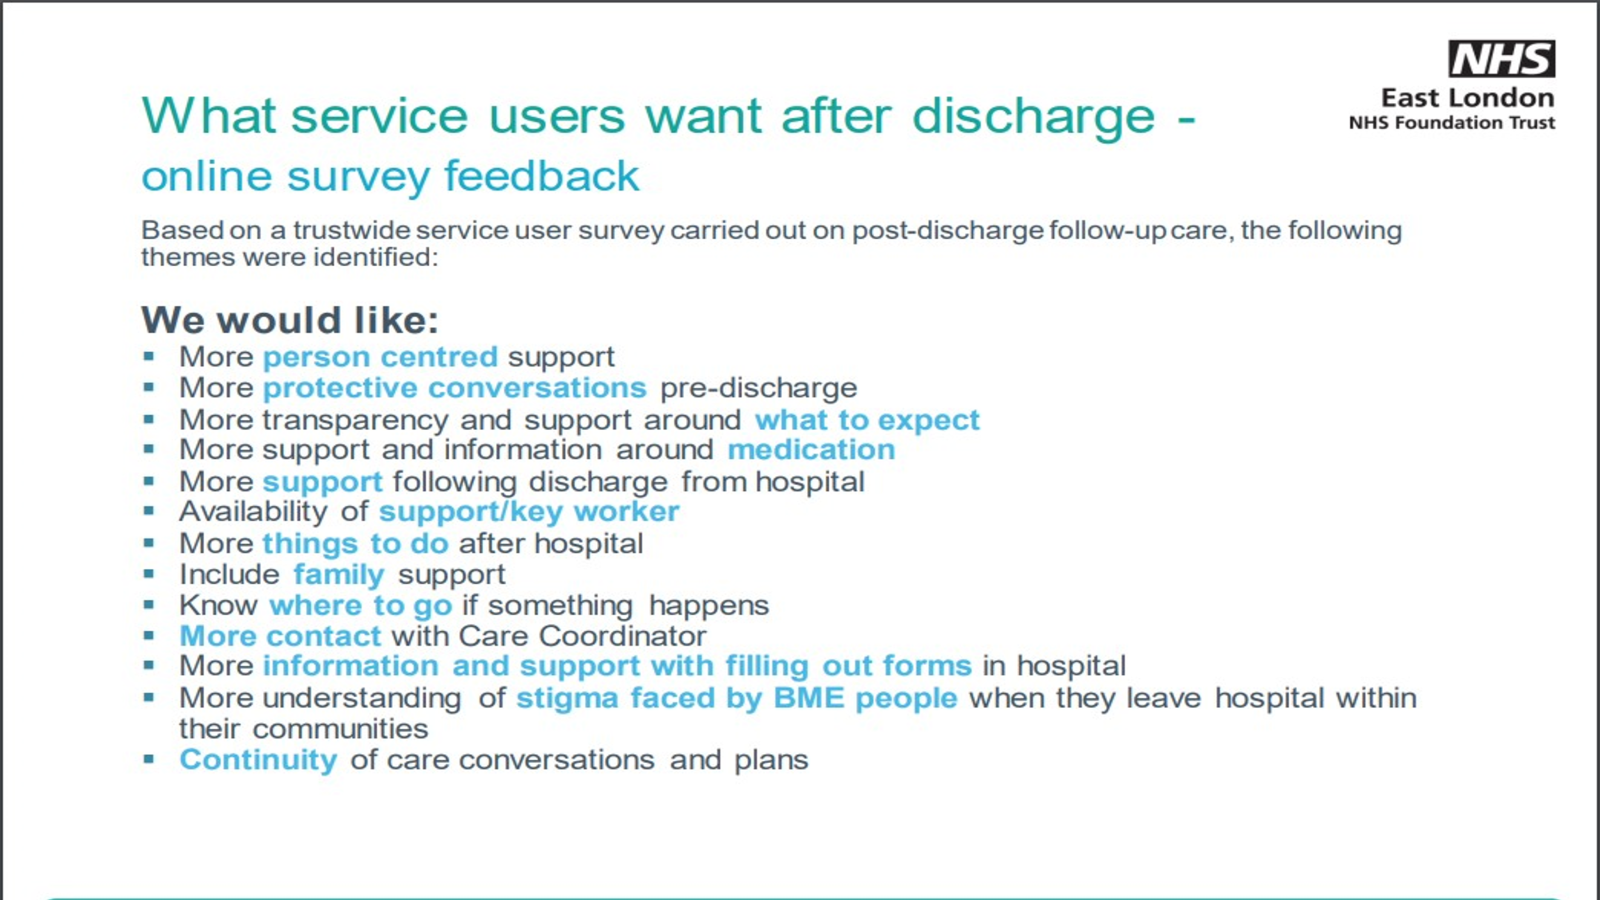 NHS
East London
NHS Foundation Trust
What service users want after discharge -
online survey feedback
Based on a trustwide service user survey carried out on post-discharge follow-up care, the following
themes were identified:
We would like:
▪ More person centred support
▪ More protective conversations pre-discharge
▪ More transparency and support around what to expect
▪ More support and information around medication
▪ More support following discharge from hospital
▪ Availability of support/key worker
▪ More things to do after hospital
▪ Include family support
▪ Know where to go if something happens
▪ More contact with Care Coordinator
▪ More information and support with filling out forms in hospital
▪ More understanding of stigma faced by BME people when they leave hospital within
their communities
▪ Continuity of care conversations and plans